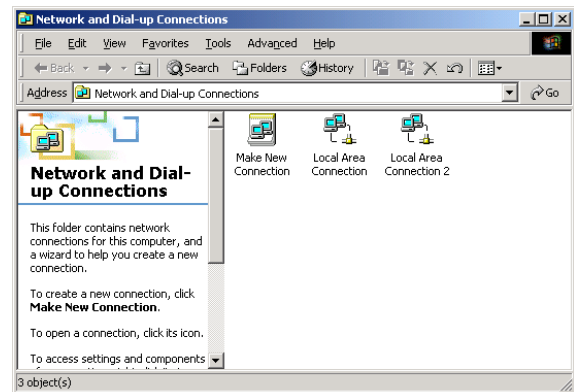 Network and Dial-up Connections
File Edit View Favorites Tools Advanced Help
Back Search Folders History
Address Network and Dial-up Connections Go
Network and Dial-
up Connections
This folder contains network
connections for this computer, and
a wizard to help you create a new
connection.
To create a new connection, click
Make New Connection.
To open a connection, click its icon.
To access settings and components
Make New
Connection
Local Area
Connection
Local Area
Connection 2
3 object(s)